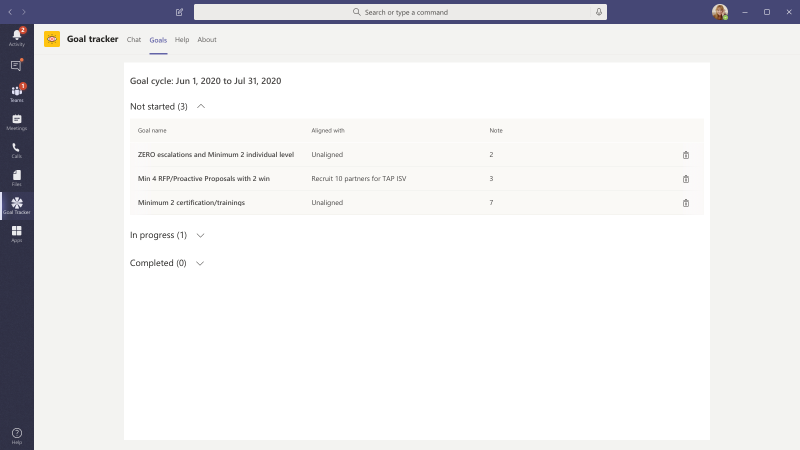 Search or type a command
2
Activity
1
Teams
Meetings
Calls
Files
Goal Tracker
Apps
Help
Goal tracker Chat Goals Help About
Goal cycle: Jun 1, 2020 to Jul 31, 2020
Not started (3)
Goal name Aligned with Note
ZERO escalations and Minimum 2 individual level Unaligned 2
Min 4 RFP/Proactive Proposals with 2 win Recruit 10 partners for TAP ISV 3
Minimum 2 certification/trainings Unaligned 7
In progress (1)
Completed (0)